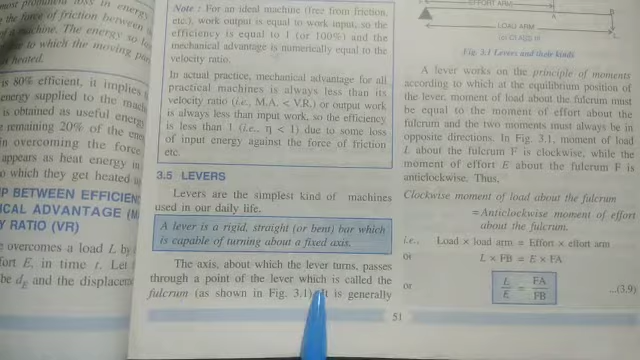 most prominent loss in energy
the force of friction between
of a machine. The energy so
due to which the moving
is heated.
is 80% efficient, it implies
energy supplied to the
is obtained as useful energy
remaining 20% of the
in overcoming the force
appears as heat energy in
to which they get heated
BETWEEN EFFICIEN
ICAL ADVANTAGE (M
Y RATIO (VR)
overcomes a load L by
fort E, in time t. Let
be dE and the displacem
Note : For an ideal machine (free from friction,
etc.), work output is equal to work input, so the
efficiency is equal to 1 (or 100%) and the
mechanical advantage is numerically equal to the
velocity ratio.
In actual practice, mechanical advantage for all
practical machines is always less than its
velocity ratio (i.e., M.A. < V.R.) or output work
is always less than input work, so the efficiency
is less than 1 (i.e., η < 1) due to some loss
of input energy against the force of friction
etc.
3.5 LEVERS
Levers are the simplest kind of machines
used in our daily life.
A lever is a rigid, straight (or bent) bar which
is capable of turning about a fixed axis.
The axis, about which the lever turns, passes
through a point of the lever which is called the
fulcrum (as shown in Fig. 3.1). It is generally
EFFORT ARM
A
LOAD ARM
L
(c) CLASS III
Fig. 3.1 Levers and their kinds
A lever works on the principle of moments
according to which at the equilibrium position of
the lever, moment of load about the fulcrum must
be equal to the moment of effort about the
fulcrum and the two moments must always be in
opposite directions. In Fig. 3.1, moment of load
L about the fulcrum F is clockwise, while the
moment of effort E about the fulcrum F is
anticlockwise. Thus,
Clockwise moment of load about the fulcrum
= Anticlockwise moment of effort
about the fulcrum.
i.e., Load × load arm = Effort × effort arm
or L × FB = E × FA
or L/E = FA/FB ...(3.9)
51